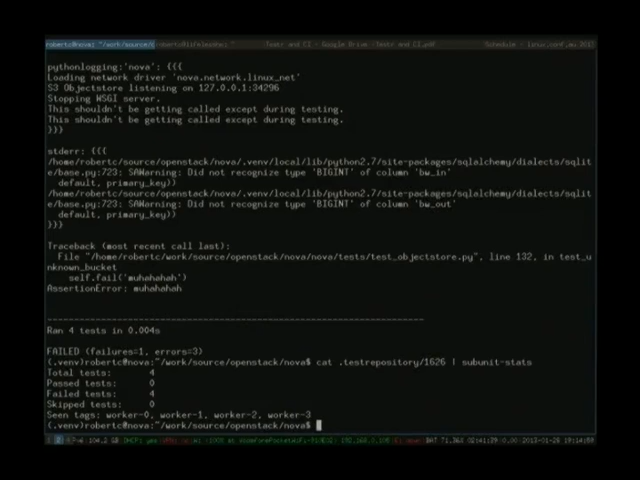 robertc@nova: ~/work/source/
Testr and CI - Google Drive
pythonlogging:'nova': {{{
Loading network driver 'nova.network.linux_net'
S3 Objectstore listening on 127.0.0.1:34296
Stopping WSGI server.
This shouldn't be getting called except during testing.
This shouldn't be getting called except during testing.
}}}
stderr: {{{
/home/robertc/source/openstack/nova/.venv/local/lib/python2.7/site-packages/sqlalchemy/dialects/sqlit
e/base.py:723: SAWarning: Did not recognize type 'BIGINT' of column 'bw_in'
default, primary_key))
/home/robertc/source/openstack/nova/.venv/local/lib/python2.7/site-packages/sqlalchemy/dialects/sqlit
e/base.py:723: SAWarning: Did not recognize type 'BIGINT' of column 'bw_out'
default, primary_key))
}}}
Traceback (most recent call last):
File "/home/robertc/source/openstack/nova/nova/tests/test_objectstore.py", line 132, in test_u
nknown_bucket
self.fail('muhahahah')
AssertionError: muhahahah
----------------------------------------------------------------------
Ran 4 tests in 0.004s
FAILED (failures=1, errors=3)
(.venv)robertc@nova:~/work/source/openstack/nova$ cat .testrepository/1626 | subunit-stats
Total tests: 4
Passed tests: 0
Failed tests: 4
Skipped tests: 0
Seen tags: worker-0, worker-1, worker-2, worker-3
(.venv)robertc@nova:~/work/source/openstack/nova$